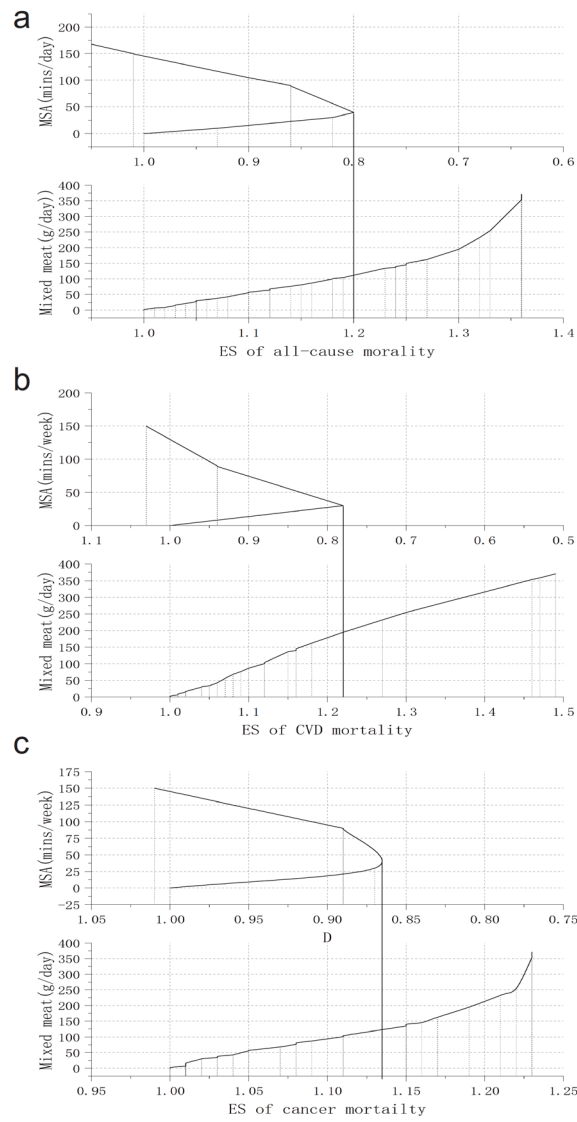 a
MSA(mins/day)
200
150
100
50
0
1.0 0.9 0.8 0.7 0.6
Mixed meat(g/day))
400
350
300
250
200
150
100
50
0
1.0 1.1 1.2 1.3 1.4
ES of all-cause morality
b
MSA(mins/week)
200
150
100
50
0
1.1 1.0 0.9 0.8 0.7 0.6 0.5
Mixed meat(g/day)
400
350
300
250
200
150
100
50
0
0.9 1.0 1.1 1.2 1.3 1.4 1.5
ES of CVD mortality
c
MSA(mins/week)
175
150
125
100
75
50
25
0
-25
1.05 1.00 0.95 0.90 0.85 0.80 0.75
D
Mixed meat(g/day)
400
350
300
250
200
150
100
50
0
0.95 1.00 1.05 1.10 1.15 1.20 1.25
ES of cancer mortailty